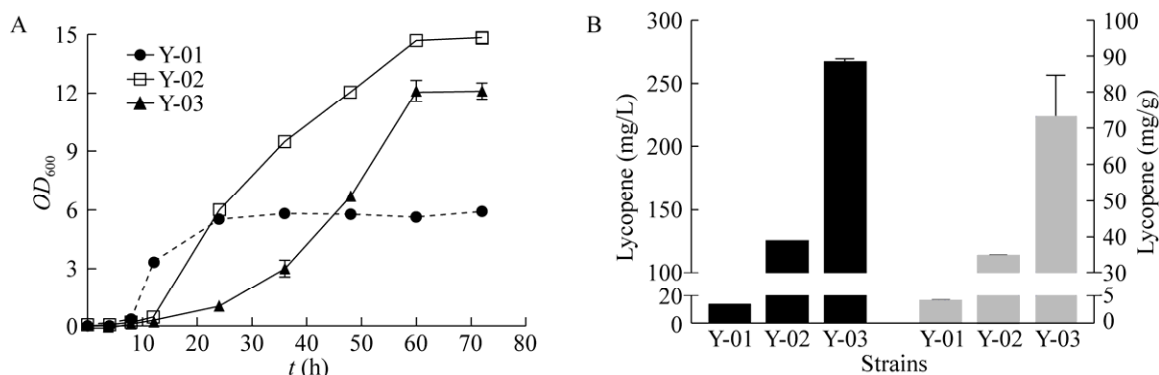 A
Y-01
Y-02
Y-03
15
12
9
6
3
0
OD600
10 20 30 40 50 60 70 80
t (h)
B
300
250
200
150
100
20
0
Lycopene (mg/L)
100
90
80
70
60
50
40
30
5
0
Lycopene (mg/g)
Y-01 Y-02 Y-03 Y-01 Y-02 Y-03
Strains